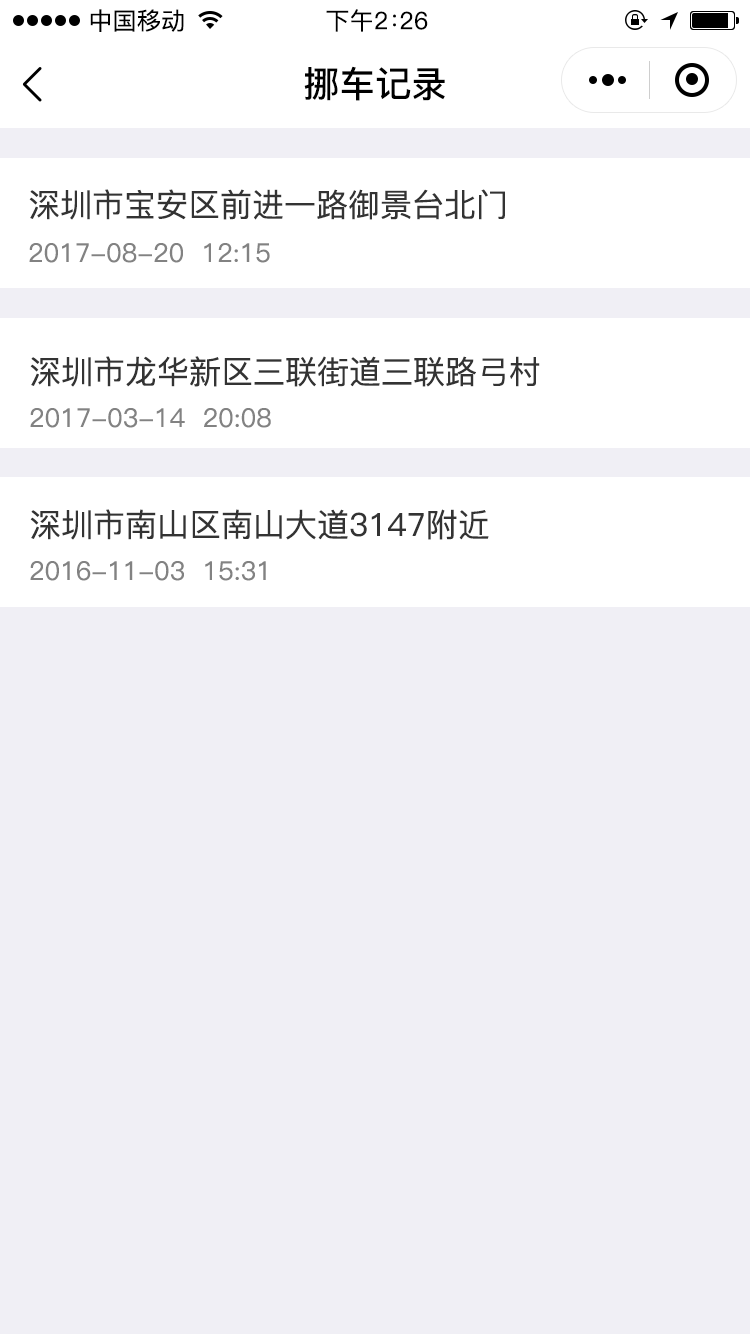 中国移动 下午2:26
挪车记录
深圳市宝安区前进一路御景台北门
2017-08-20 12:15
深圳市龙华新区三联街道三联路弓村
2017-03-14 20:08
深圳市南山区南山大道3147附近
2016-11-03 15:31